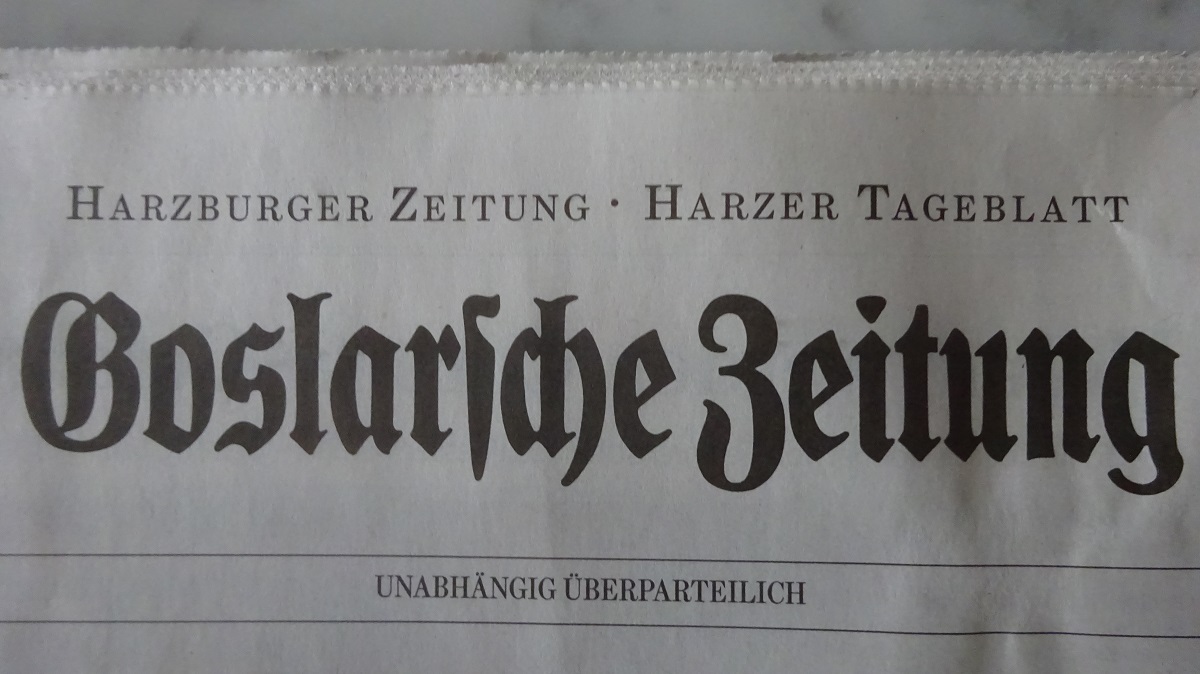 HARZBURGER ZEITUNG · HARZER TAGEBLATT
Goslarsche Zeitung
UNABHÄNGIG ÜBERPARTEILICH